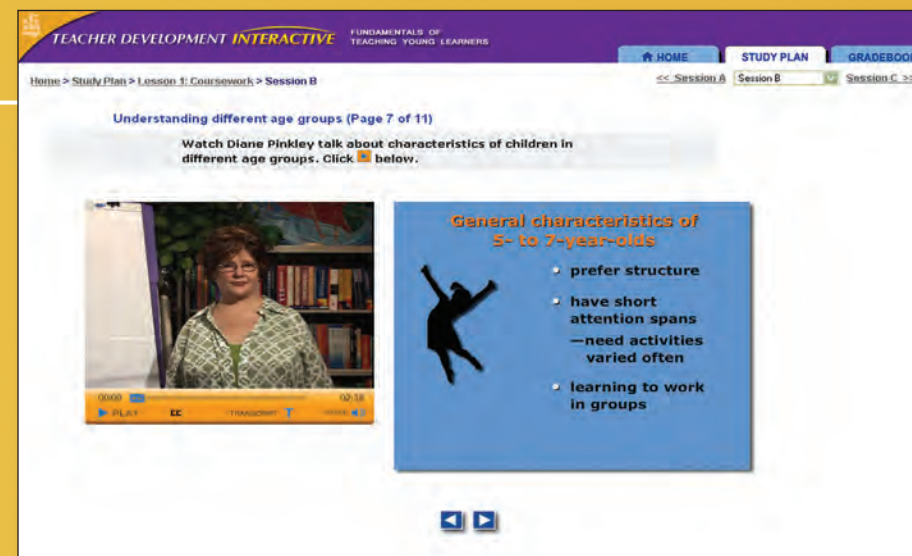 TEACHER DEVELOPMENT INTERACTIVE
FUNDAMENTALS OF
TEACHING YOUNG LEARNERS
HOME
STUDY PLAN
GRADEBOO
Home > Study Plan > Lesson 1: Coursework > Session B
<< Session A
Session B
Session C >>
Understanding different age groups (Page 7 of 11)
Watch Diane Pinkley talk about characteristics of children in
different age groups. Click below.
General characteristics of
5- to 7-year-olds
prefer structure
have short
attention spans
—need activities
varied often
learning to work
in groups
00:00
02:38
PLAY
CC
TRANSCRIPT T